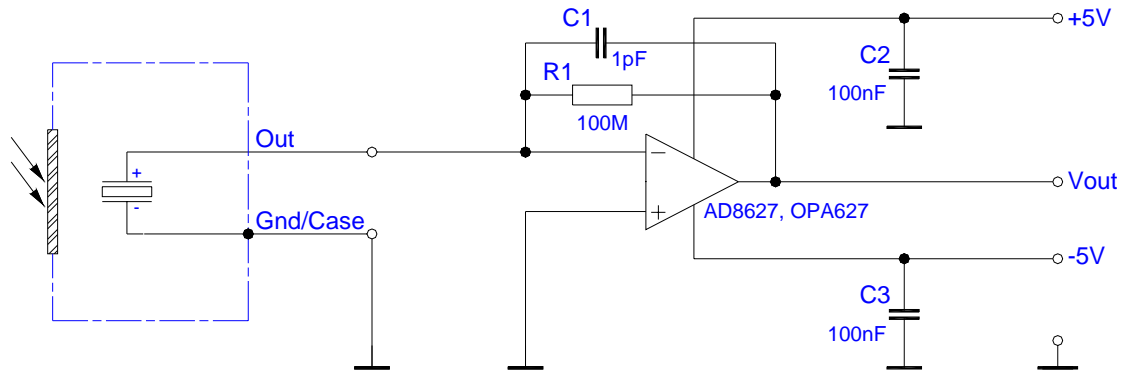 C1
+5V
1pF
C2
R1
100nF
100M
Out
+
-
−
+
Vout
AD8627, OPA627
Gnd/Case
-5V
C3
100nF